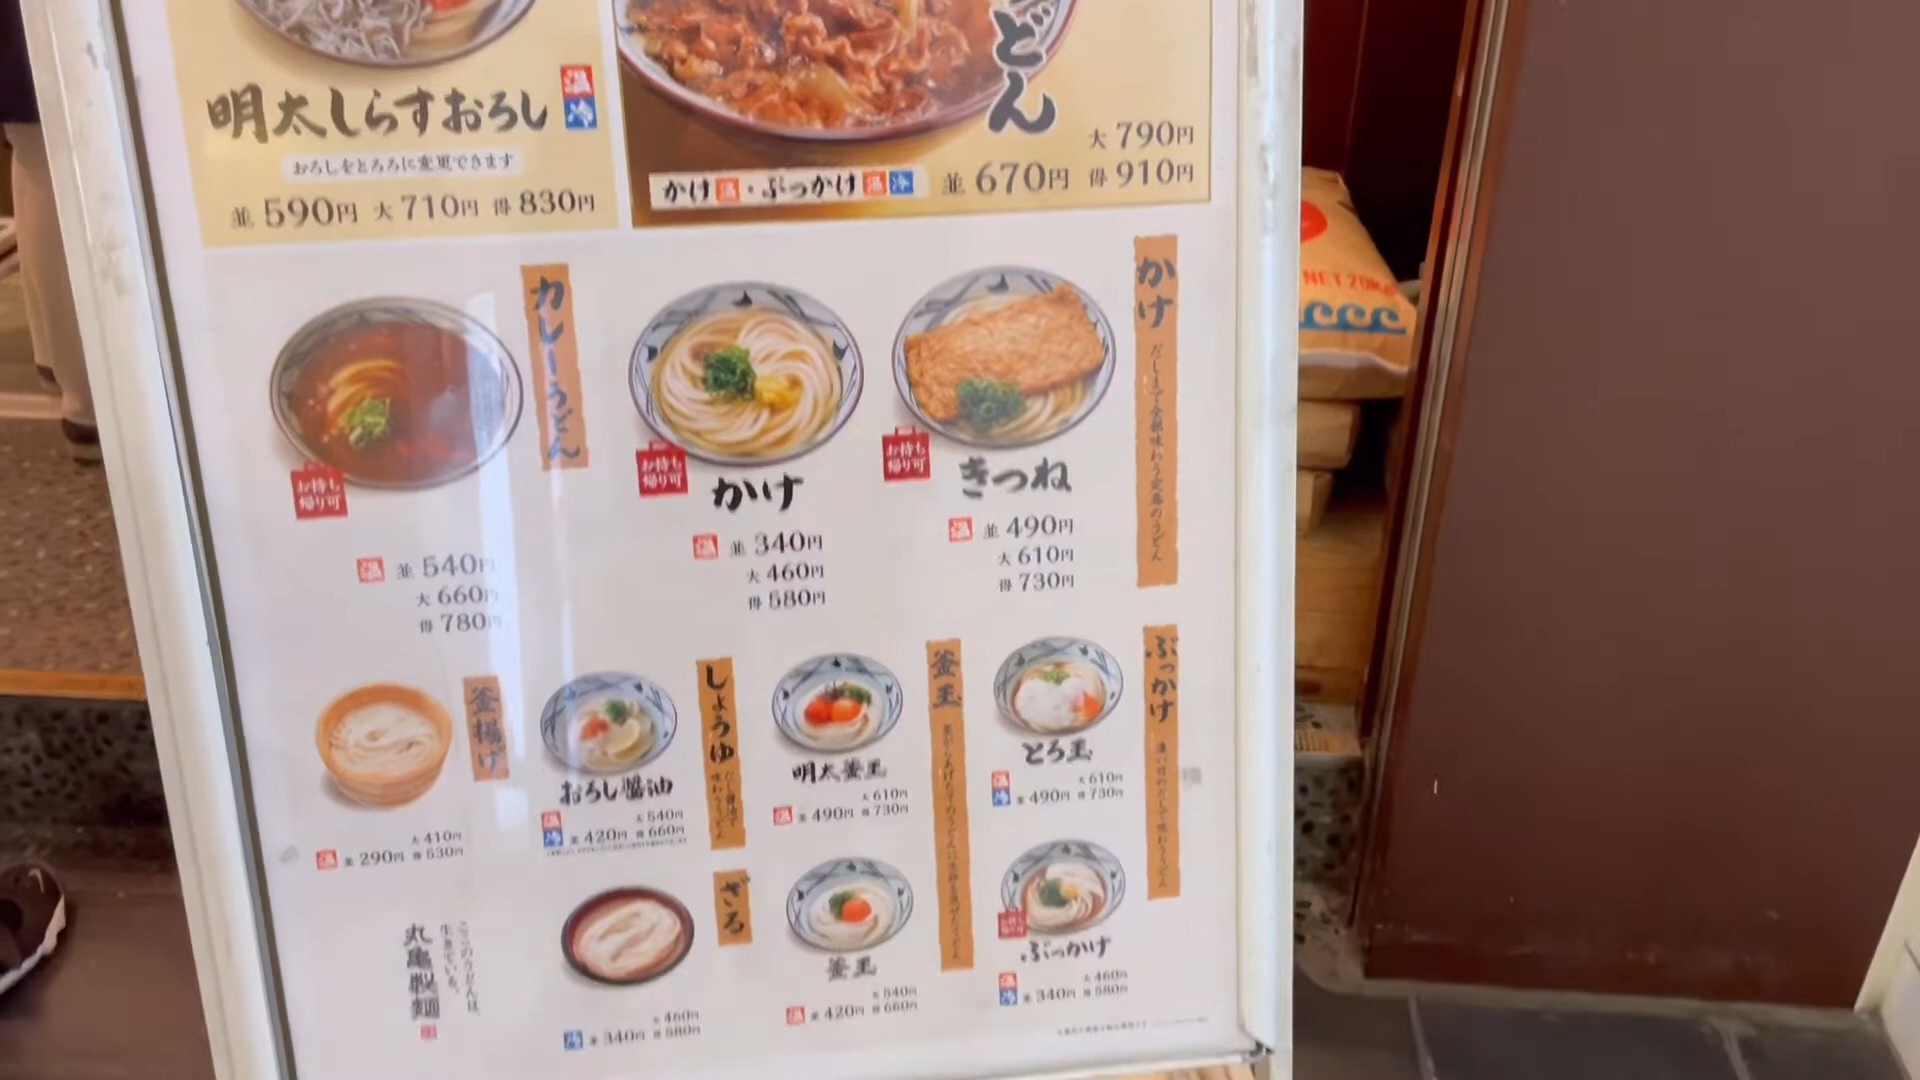 明太しらすおろし 温 冷
おろしをとろろに変更できます
並590円 大710円 得830円
どん
かけ 温・ぶっかけ 温 冷
大790円
並670円 得910円
カレーうどん
お持ち
帰り可
温 並540円
大660円
得780円
お持ち
帰り可
かけ
温 並340円
大460円
得580円
お持ち
帰り可
きつね
温 並490円
大610円
得730円
かけ
だしまで全部味わう定番のうどん
NET 20KG
釜揚げ
大410円
温 並290円 得530円
しょうゆ
おろし醤油
大540円
温 冷 並420円 得660円
釜玉
明太釜玉
大610円
温 並490円 得730円
ぶっかけ
とろ玉
大610円
温 冷 並490円 得730円
ざる
大460円
冷 並340円 得580円
釜玉
大540円
温 並420円 得660円
ぶっかけ
大460円
温 冷 並340円 得580円
ここのうどんは、
生きている。
丸亀製麺